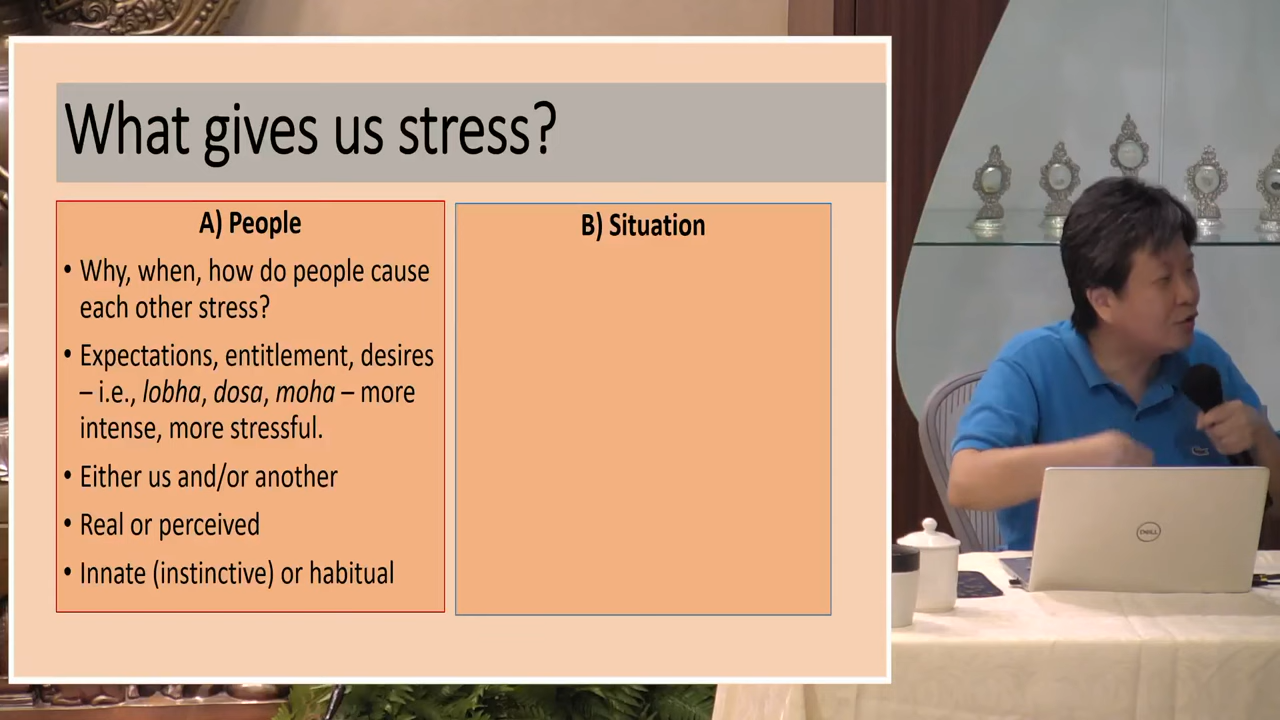 What gives us stress?
A) People
• Why, when, how do people cause
each other stress?
• Expectations, entitlement, desires
– i.e., lobha, dosa, moha – more
intense, more stressful.
• Either us and/or another
• Real or perceived
• Innate (instinctive) or habitual
B) Situation
DELL